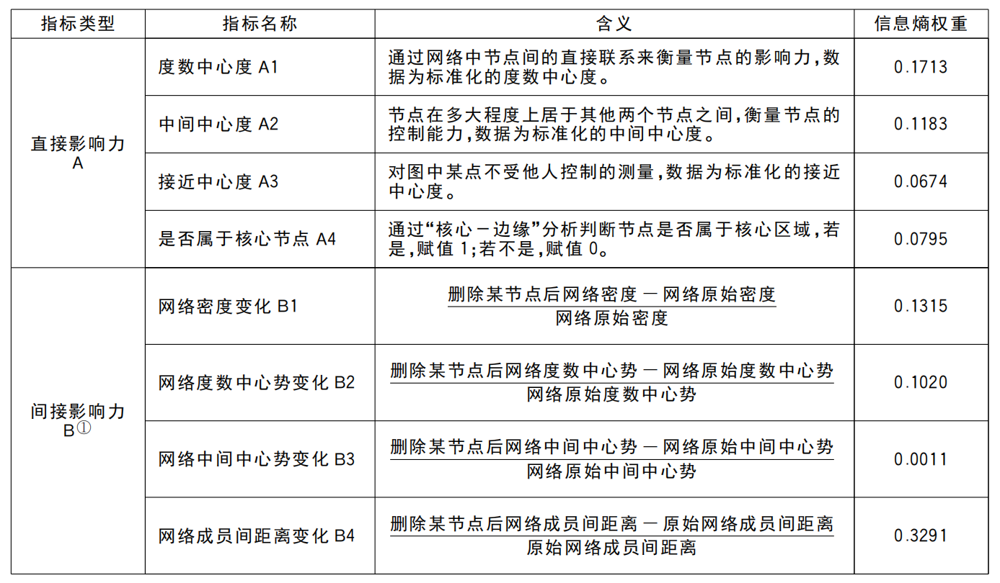 指标类型 指标名称 含义 信息熵权重
直接影响力
A
度数中心度 A1
通过网络中节点间的直接联系来衡量节点的影响力,数
据为标准化的度数中心度。
0.1713
中间中心度 A2
节点在多大程度上居于其他两个节点之间,衡量节点的
控制能力,数据为标准化的中间中心度。
0.1183
接近中心度 A3
对图中某点不受他人控制的测量,数据为标准化的接近
中心度。
0.0674
是否属于核心节点 A4
通过“核心－边缘”分析判断节点是否属于核心区域,若
是,赋值 1;若不是,赋值 0。
0.0795
间接影响力
B①
网络密度变化 B1
删除某节点后网络密度－网络原始密度
网络原始密度
0.1315
网络度数中心势变化 B2
删除某节点后网络度数中心势－网络原始度数中心势
网络原始度数中心势
0.1020
网络中间中心势变化 B3
删除某节点后网络中间中心势－网络原始中间中心势
网络原始中间中心势
0.0011
网络成员间距离变化 B4
删除某节点后网络成员间距离－原始网络成员间距离
原始网络成员间距离
0.3291